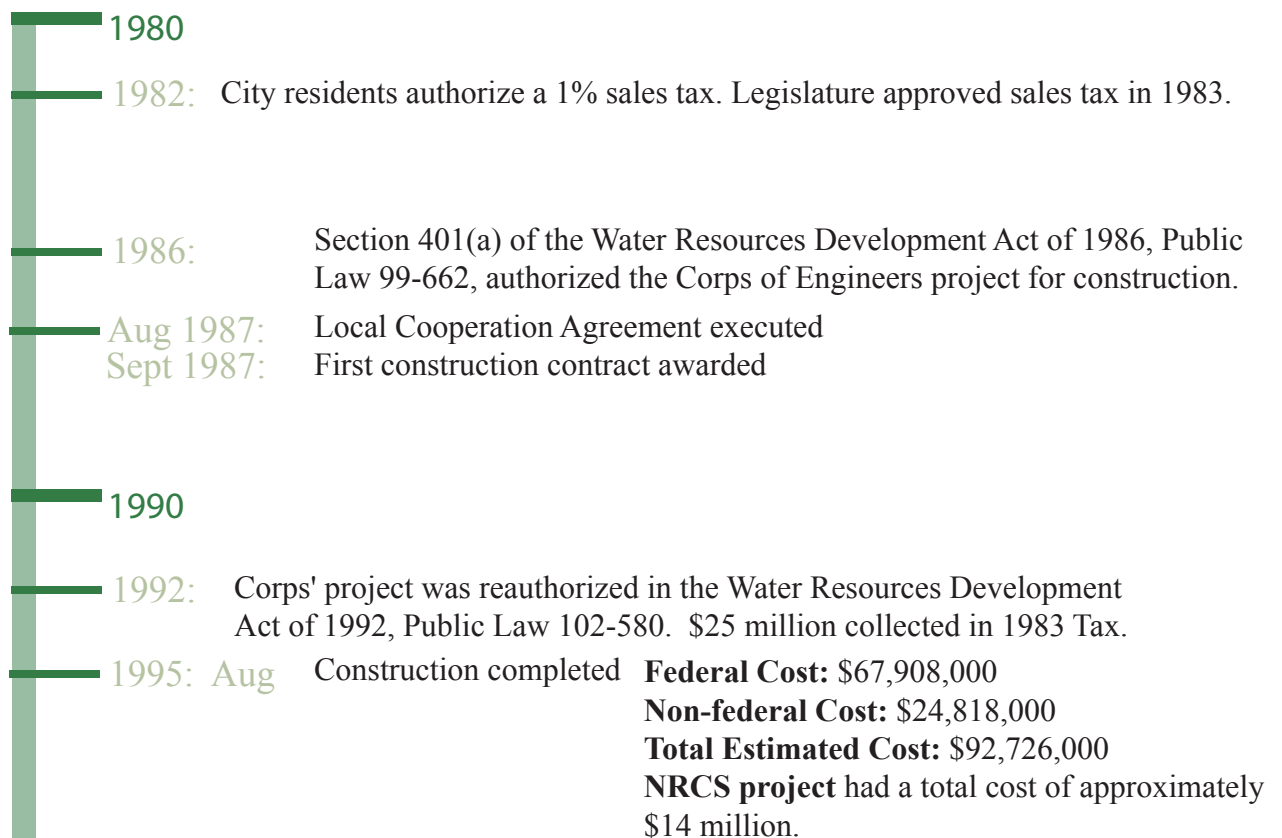 1980
1982: City residents authorize a 1% sales tax. Legislature approved sales tax in 1983.
1986: Section 401(a) of the Water Resources Development Act of 1986, Public
Law 99-662, authorized the Corps of Engineers project for construction.
Aug 1987: Local Cooperation Agreement executed
Sept 1987: First construction contract awarded
1990
1992: Corps' project was reauthorized in the Water Resources Development
Act of 1992, Public Law 102-580.  $25 million collected in 1983 Tax.
1995: Aug Construction completed Federal Cost: $67,908,000
Non-federal Cost: $24,818,000
Total Estimated Cost: $92,726,000
NRCS project had a total cost of approximately
$14 million.